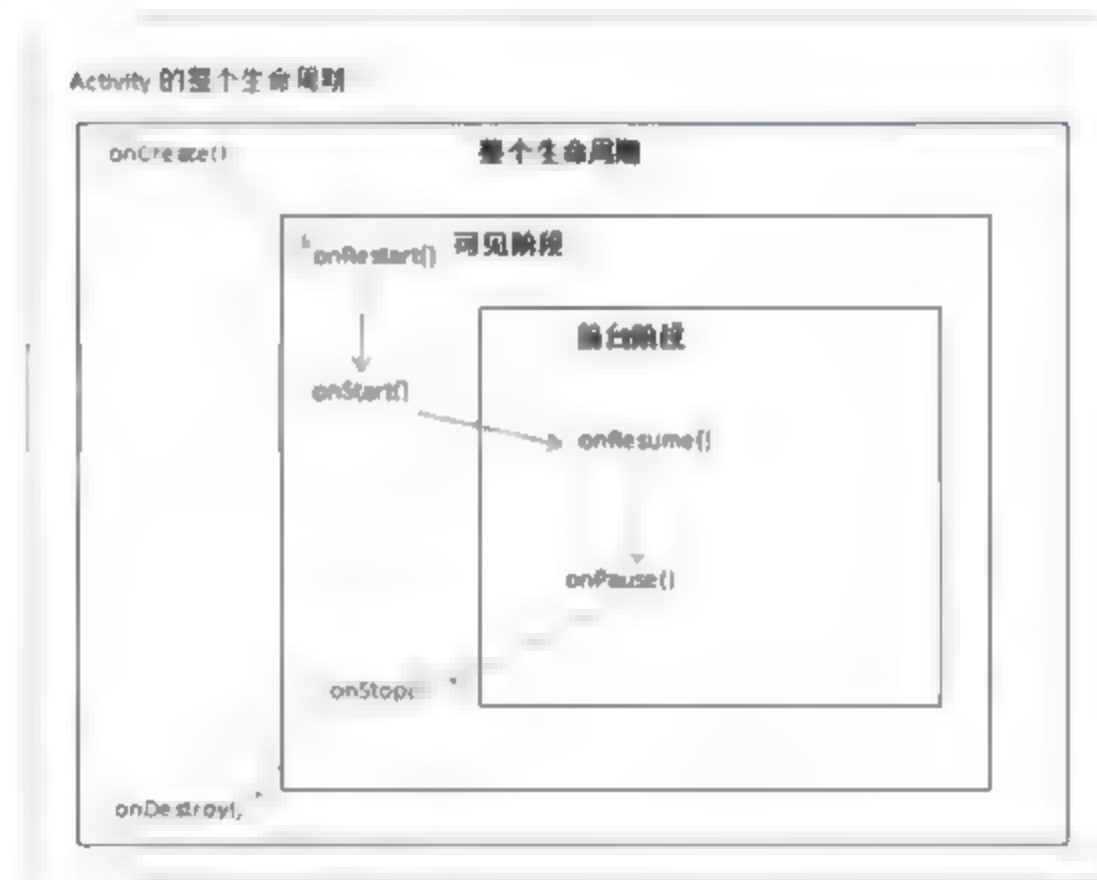 Activity 的整个生命周期
onCreate()
整个生命周期
onRestart()
可见阶段
前台阶段
onStart()
onResume()
onPause()
onStop(
onDestroy(,